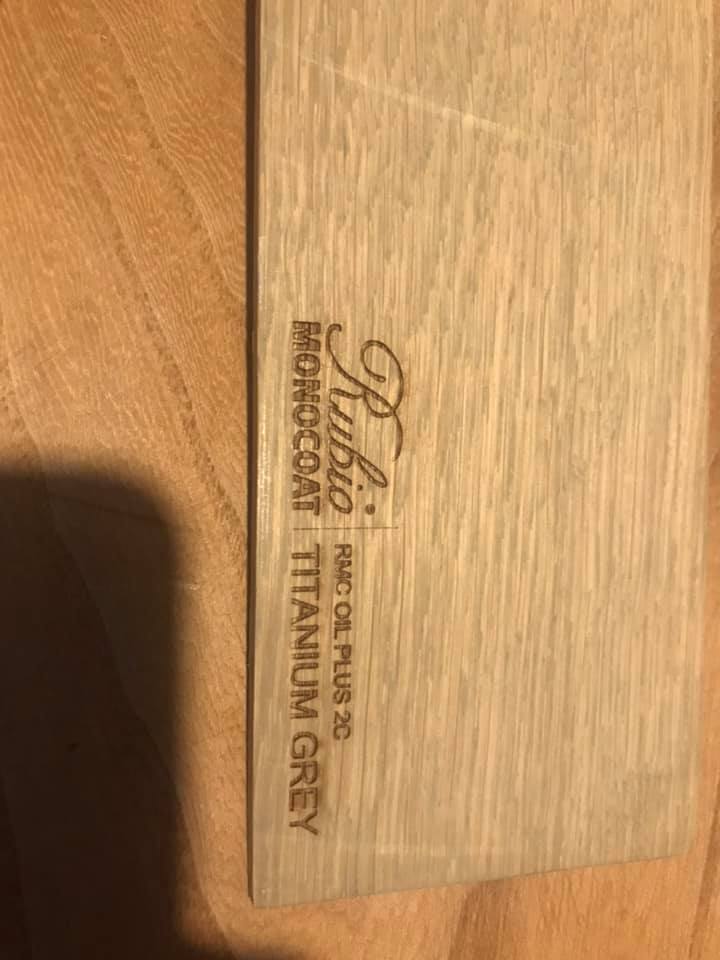 Rubio®
MONOCOAT
RMC OIL PLUS 2C
TITANIUM GREY